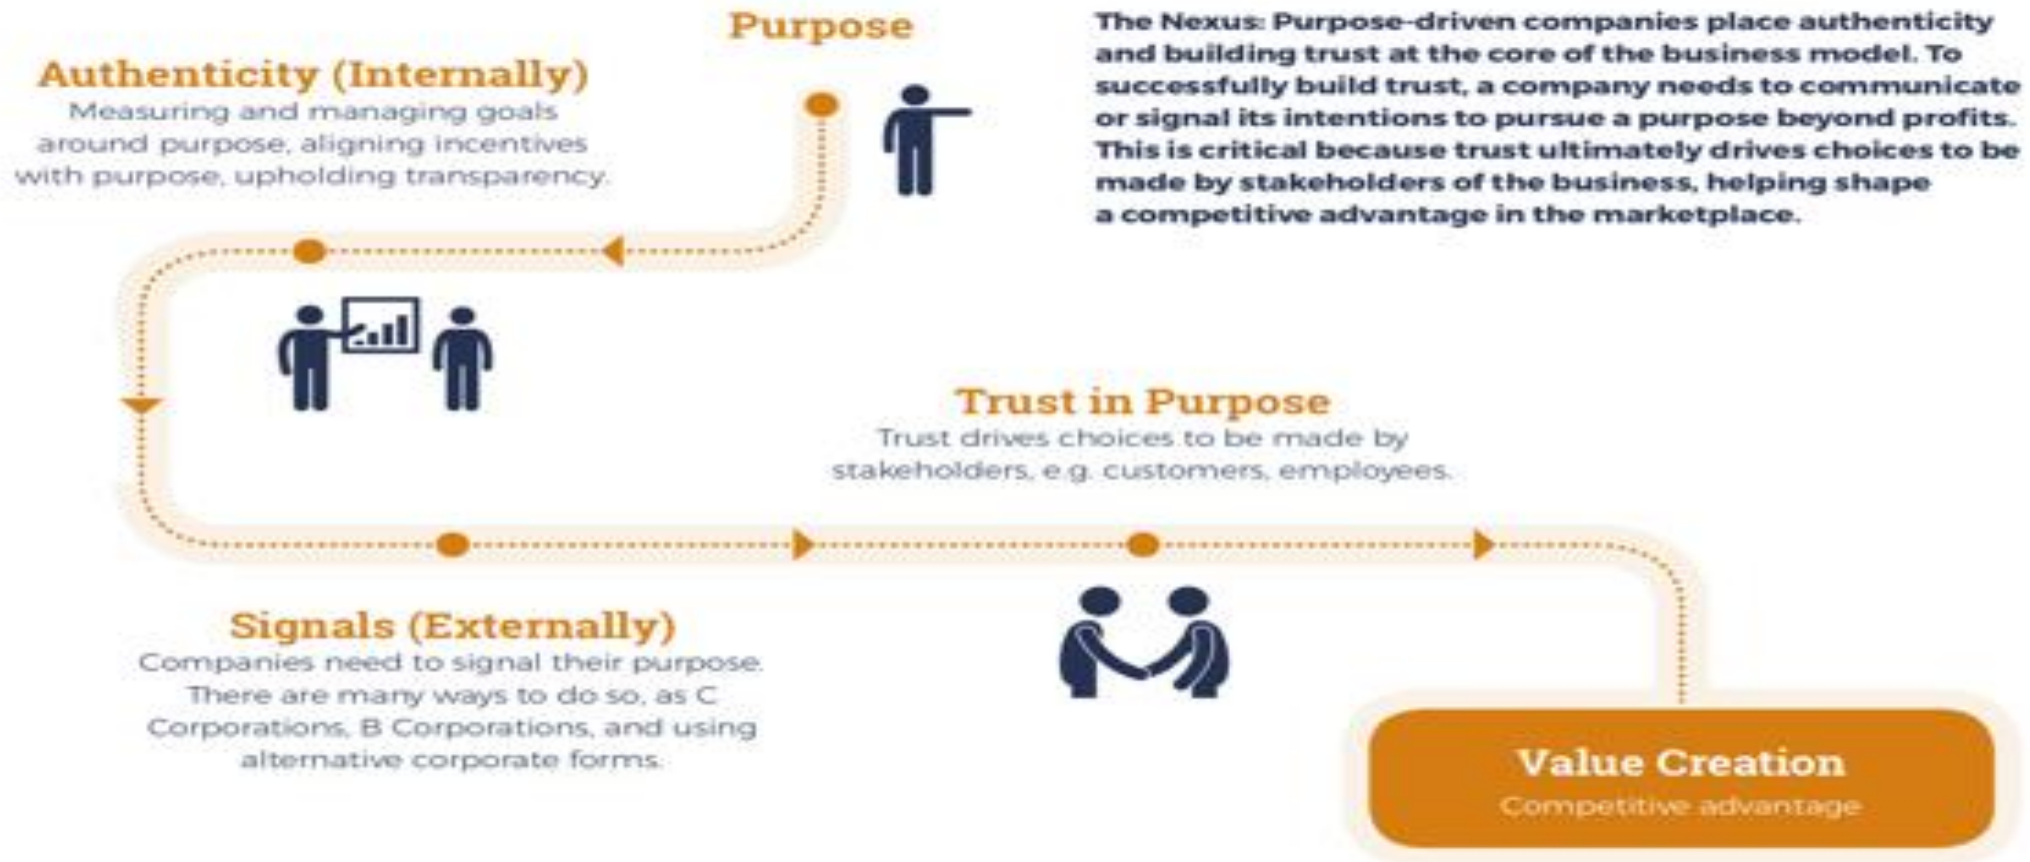 Purpose
The Nexus: Purpose-driven companies place authenticity
and building trust at the core of the business model. To
successfully build trust, a company needs to communicate
or signal its intentions to pursue a purpose beyond profits.
This is critical because trust ultimately drives choices to be
made by stakeholders of the business, helping shape
a competitive advantage in the marketplace.
Authenticity (Internally)
Measuring and managing goals
around purpose, aligning incentives
with purpose, upholding transparency.
Trust in Purpose
Trust drives choices to be made by
stakeholders, e.g. customers, employees.
Signals (Externally)
Companies need to signal their purpose.
There are many ways to do so, as C
Corporations, B Corporations, and using
alternative corporate forms.
Value Creation
Competitive advantage